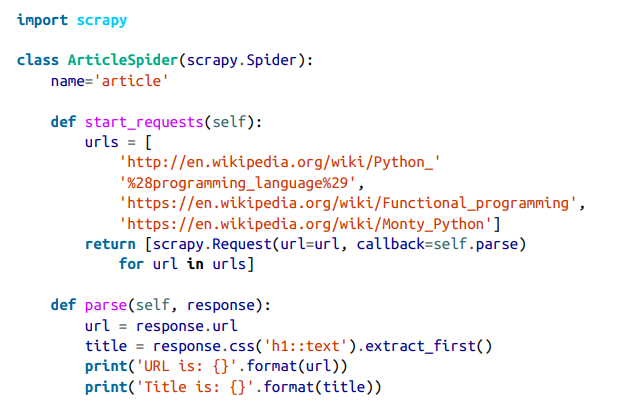 import scrapy
class ArticleSpider(scrapy.Spider):
    name='article'
    def start_requests(self):
        urls = [
            'http://en.wikipedia.org/wiki/Python_'
            '%28programming_language%29',
            'https://en.wikipedia.org/wiki/Functional_programming',
            'https://en.wikipedia.org/wiki/Monty_Python']
        return [scrapy.Request(url=url, callback=self.parse)
            for url in urls]
    def parse(self, response):
        url = response.url
        title = response.css('h1::text').extract_first()
        print('URL is: {}'.format(url))
        print('Title is: {}'.format(title))